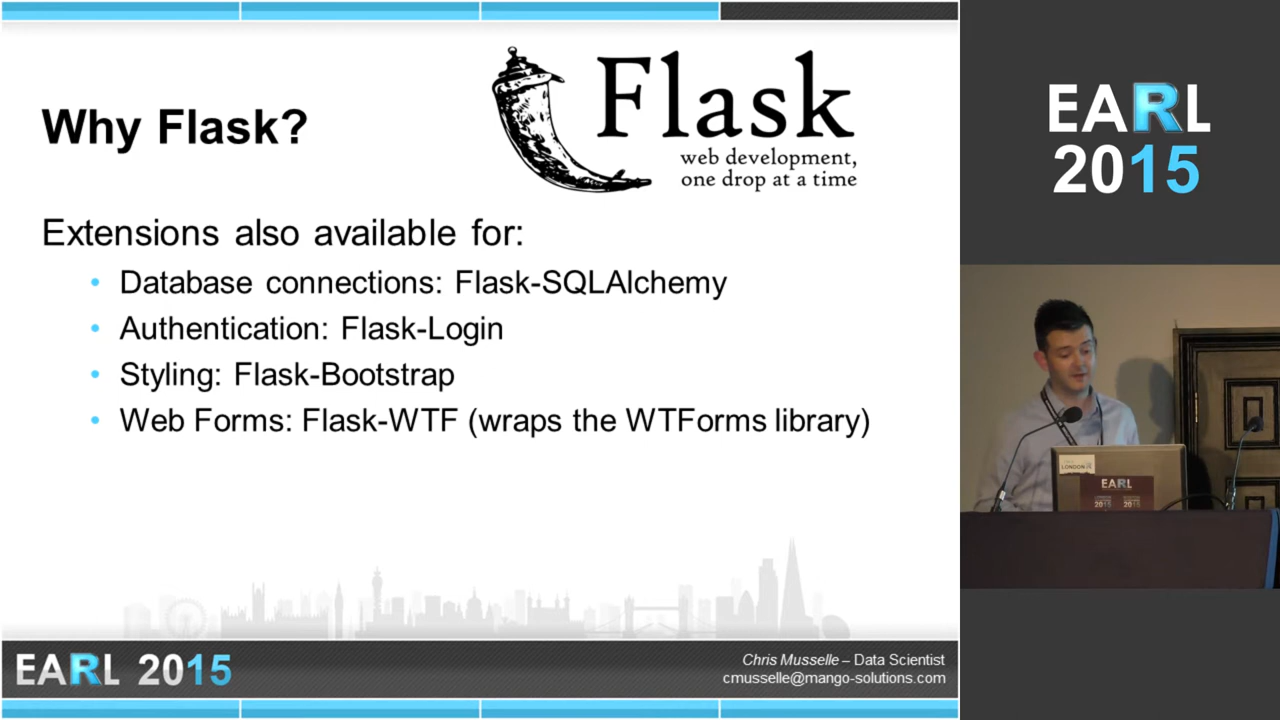 Why Flask?
Flask
web development,
one drop at a time
Extensions also available for:
• Database connections: Flask-SQLAlchemy
• Authentication: Flask-Login
• Styling: Flask-Bootstrap
• Web Forms: Flask-WTF (wraps the WTForms library)
EARL 2015
Chris Musselle – Data Scientist
cmusselle@mango-solutions.com
EARL
2015
LONDON
EARL
2015 2015